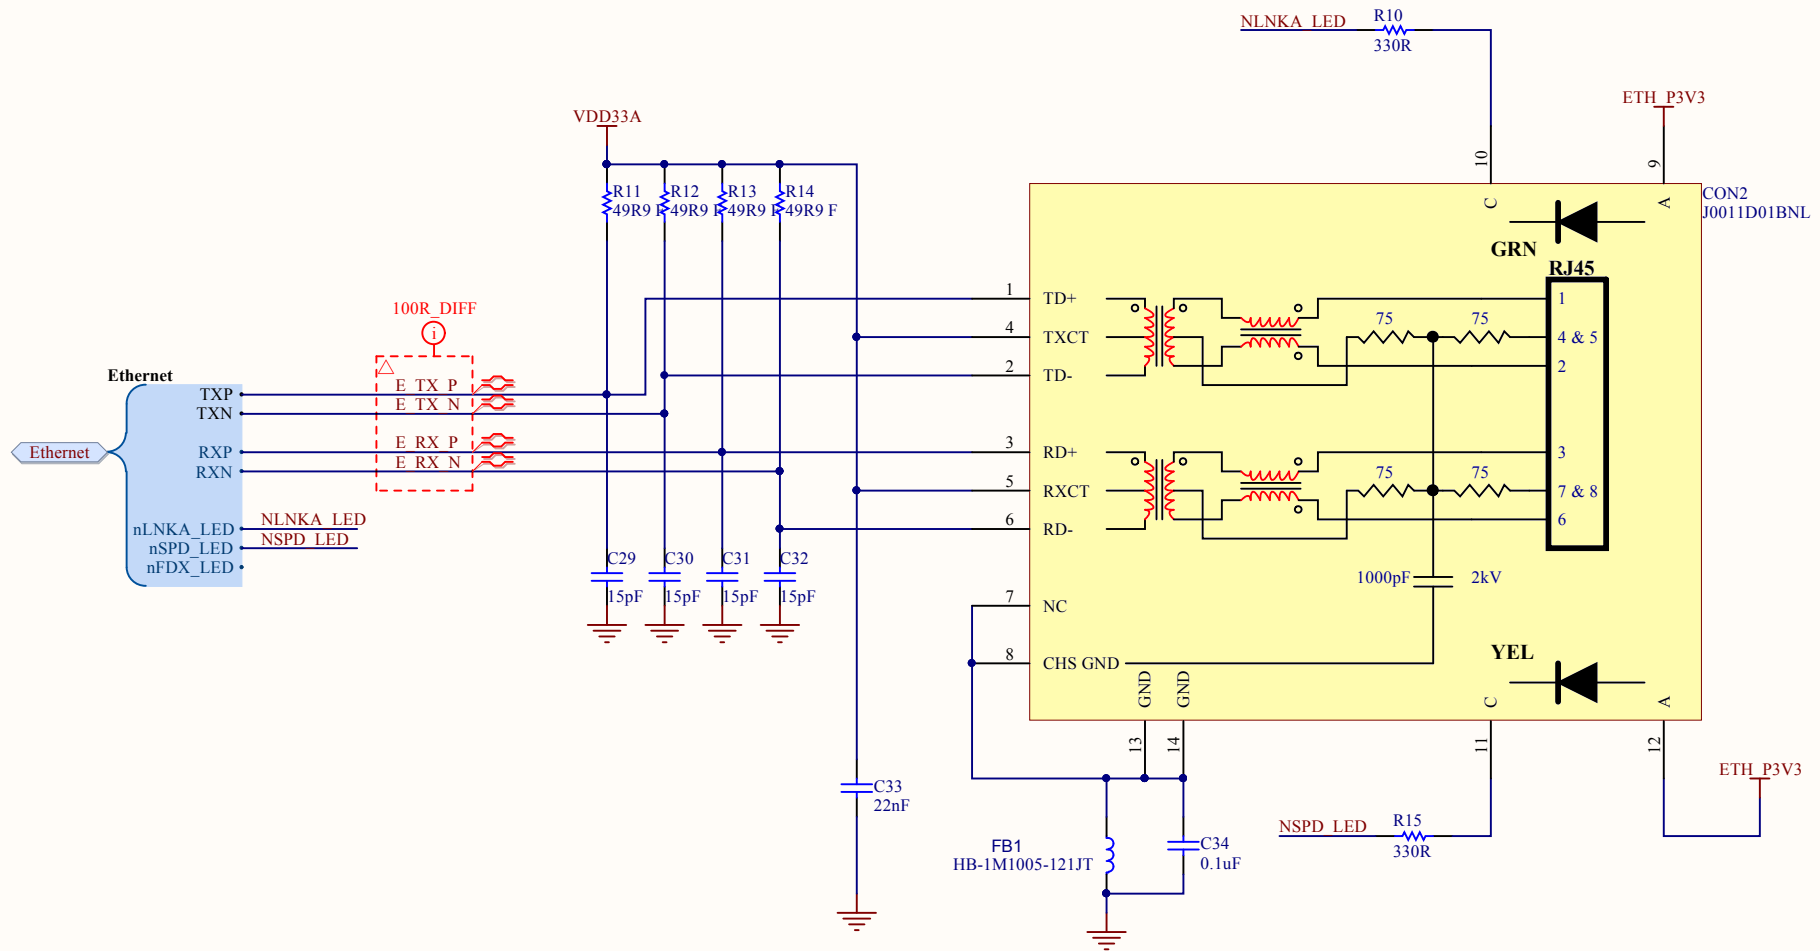 NLNKA_LED
R10
330R
ETH_P3V3
VDD33A
10
9
CON2
J0011D01BNL
R11
49R9 F
R12
49R9 F
R13
49R9 F
R14
49R9 F
C
A
GRN
RJ45
100R_DIFF
i
1
TD+
4
TXCT
2
TD-
3
RD+
5
RXCT
6
RD-
7
NC
8
CHS GND
75
75
75
75
1
4 & 5
2
3
7 & 8
6
1000pF
2kV
Ethernet
Ethernet
TXP
TXN
RXP
RXN
nLNKA_LED
nSPD_LED
nFDX_LED
E_TX_P
E_TX_N
E_RX_P
E_RX_N
NLNKA_LED
NSPD_LED
C29
15pF
C30
15pF
C31
15pF
C32
15pF
YEL
GND
GND
C
A
13
14
11
12
C33
22nF
ETH_P3V3
NSPD_LED
R15
330R
FB1
HB-1M1005-121JT
C34
0.1uF